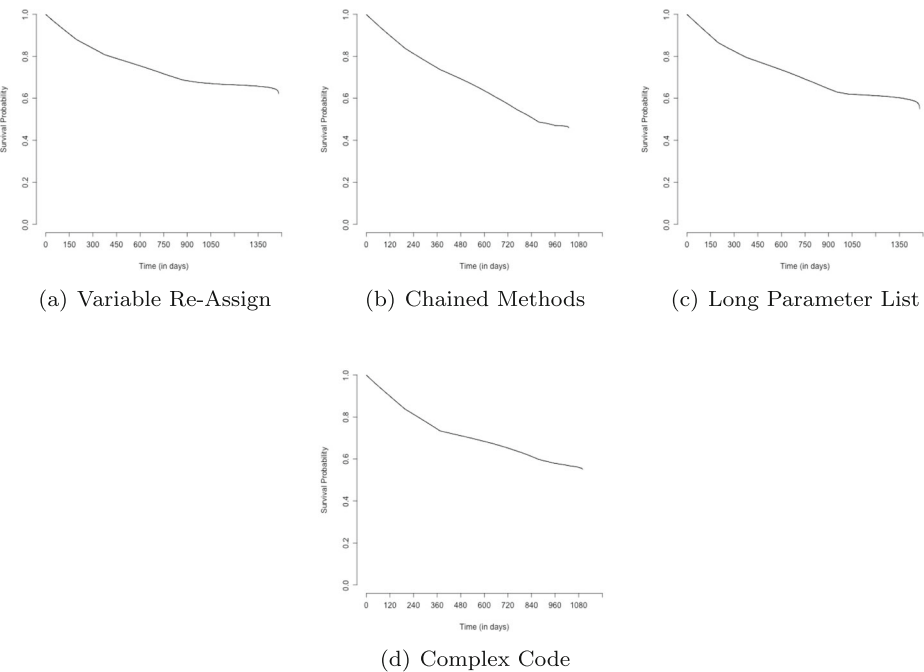 1.0
0.8
0.6
0.4
0.2
0.0
Survival Probability
0 150 300 450 600 750 900 1050 1350
Time (in days)
(a) Variable Re-Assign
1.0
0.8
0.6
0.4
0.2
0.0
Survival Probability
0 120 240 360 480 600 720 840 960 1080
Time (in days)
(b) Chained Methods
1.0
0.8
0.6
0.4
0.2
0.0
Survival Probability
0 150 300 450 600 750 900 1050 1350
Time (in days)
(c) Long Parameter List
1.0
0.8
0.6
0.4
0.2
0.0
Survival Probability
0 120 240 360 480 600 720 840 960 1080
Time (in days)
(d) Complex Code